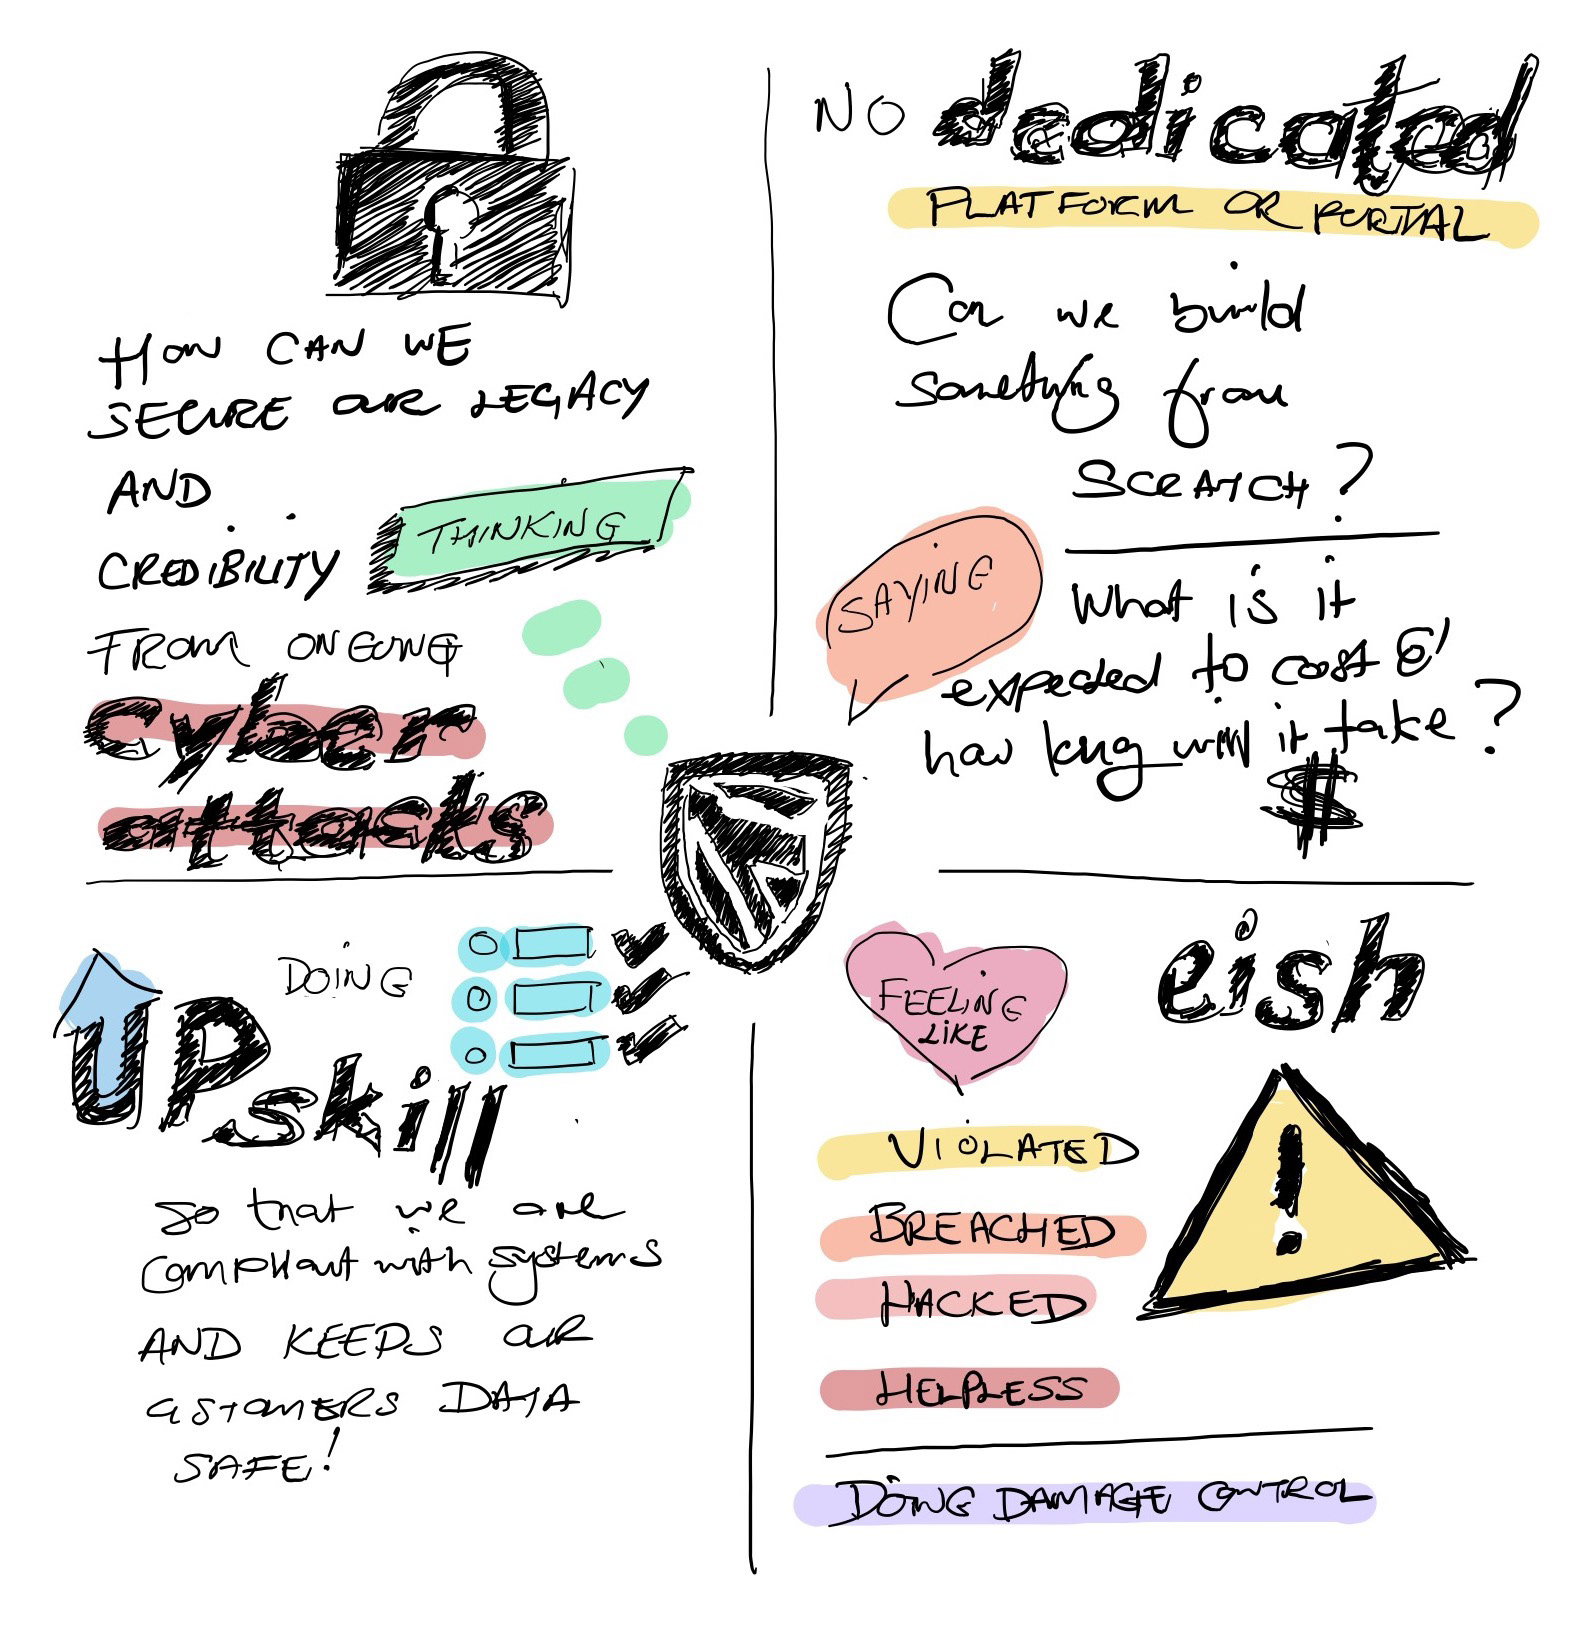 HOW CAN WE
SECURE OUR LEGACY
AND
CREDIBILITY
THINKING
FROM ONGOING
cyber
attacks
NO dedicated
PLATFORM OR PORTAL
Can we build
something from
SCRATCH?
SAYING
What is it
expected to cost &
how long will it take?
$
DOING
UPskill
so that we are
compliant with systems
AND KEEPS OUR
CUSTOMERS DATA
SAFE!
FEELING
LIKE
eish
!
VIOLATED
BREACHED
HACKED
HELPLESS
DOING DAMAGE CONTROL